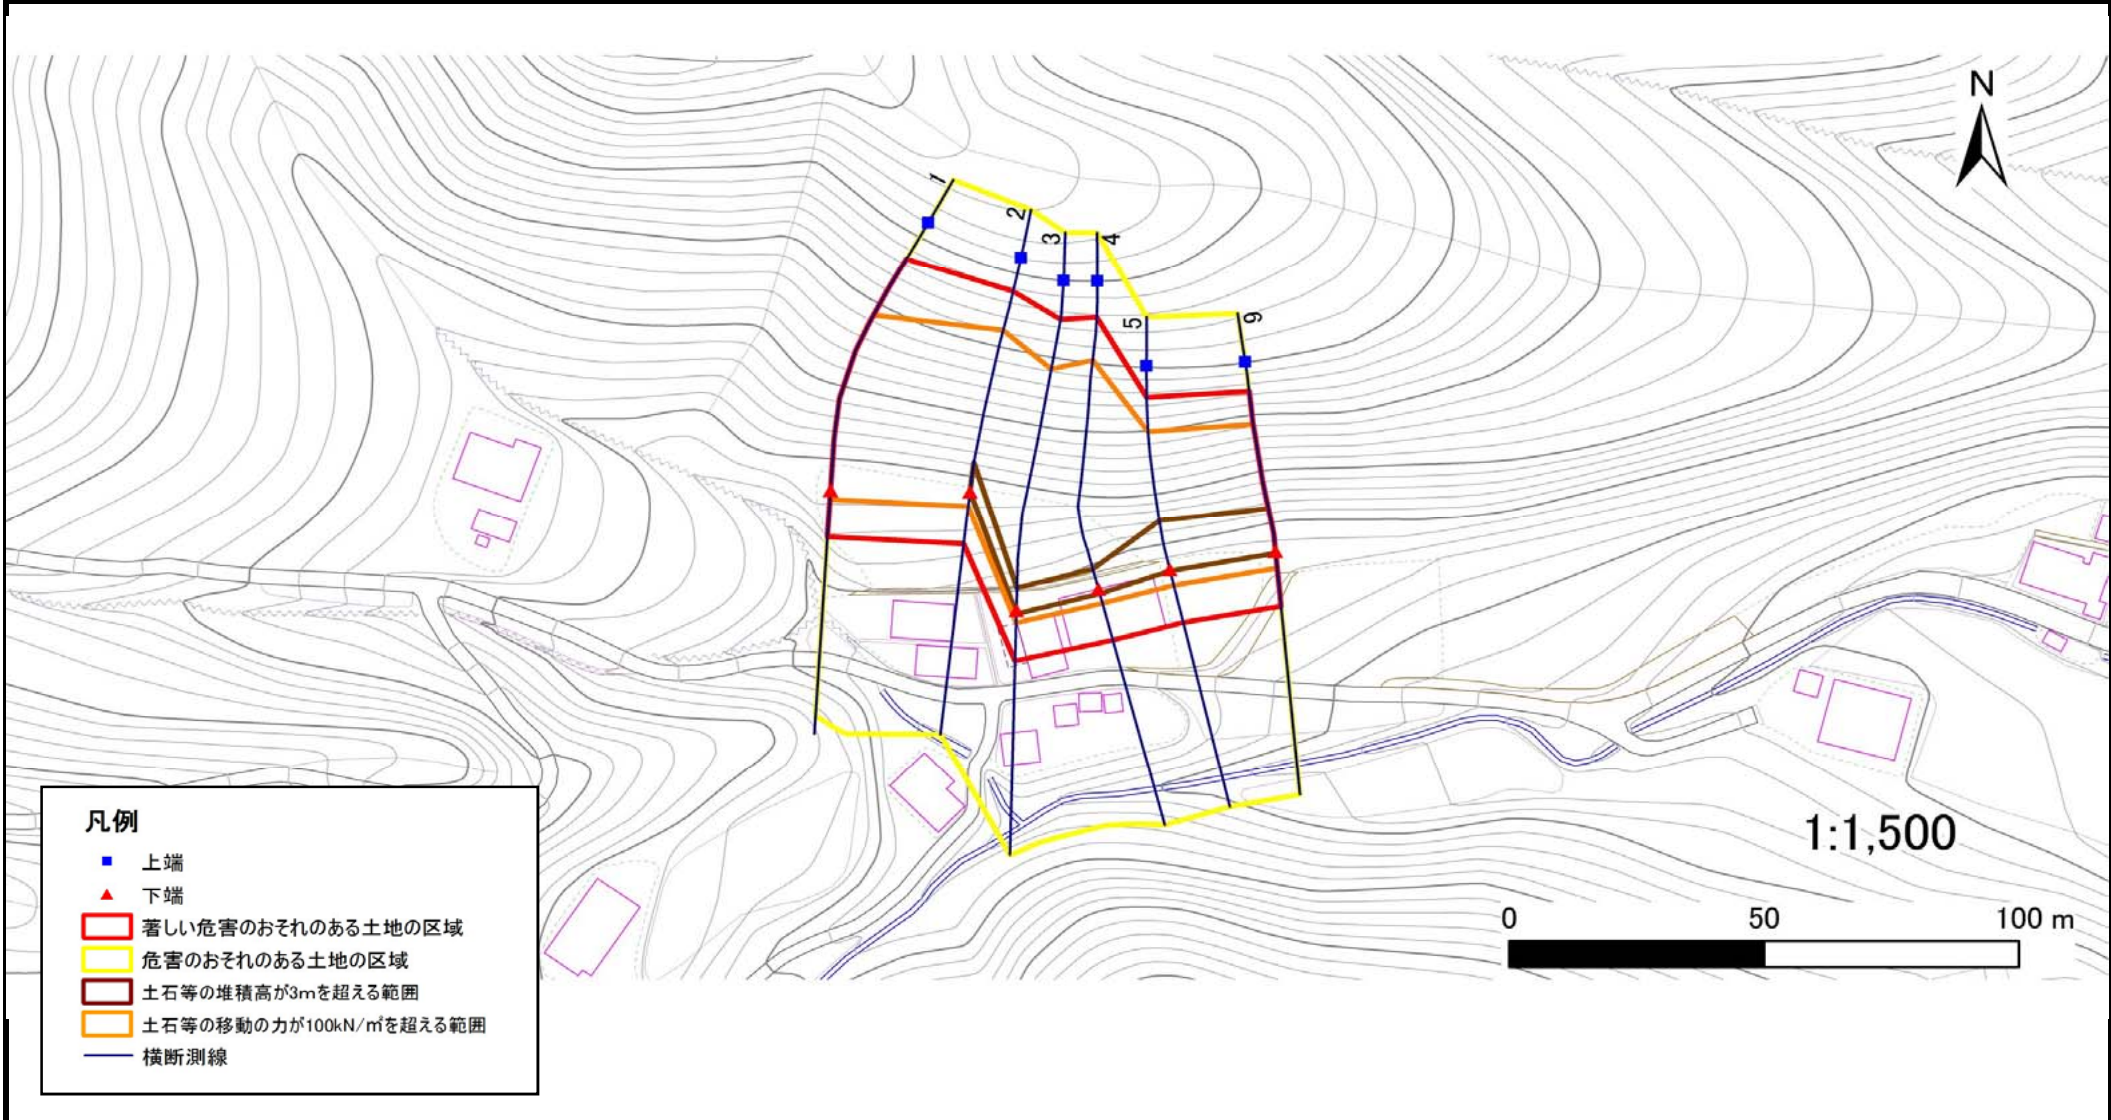 N
1
2
3
4
5
6
1:1,500
0 50 100 m
凡例
上端
下端
著しい危害のおそれのある土地の区域
危害のおそれのある土地の区域
土石等の堆積高が3mを超える範囲
土石等の移動の力が100kN/㎡を超える範囲
横断測線